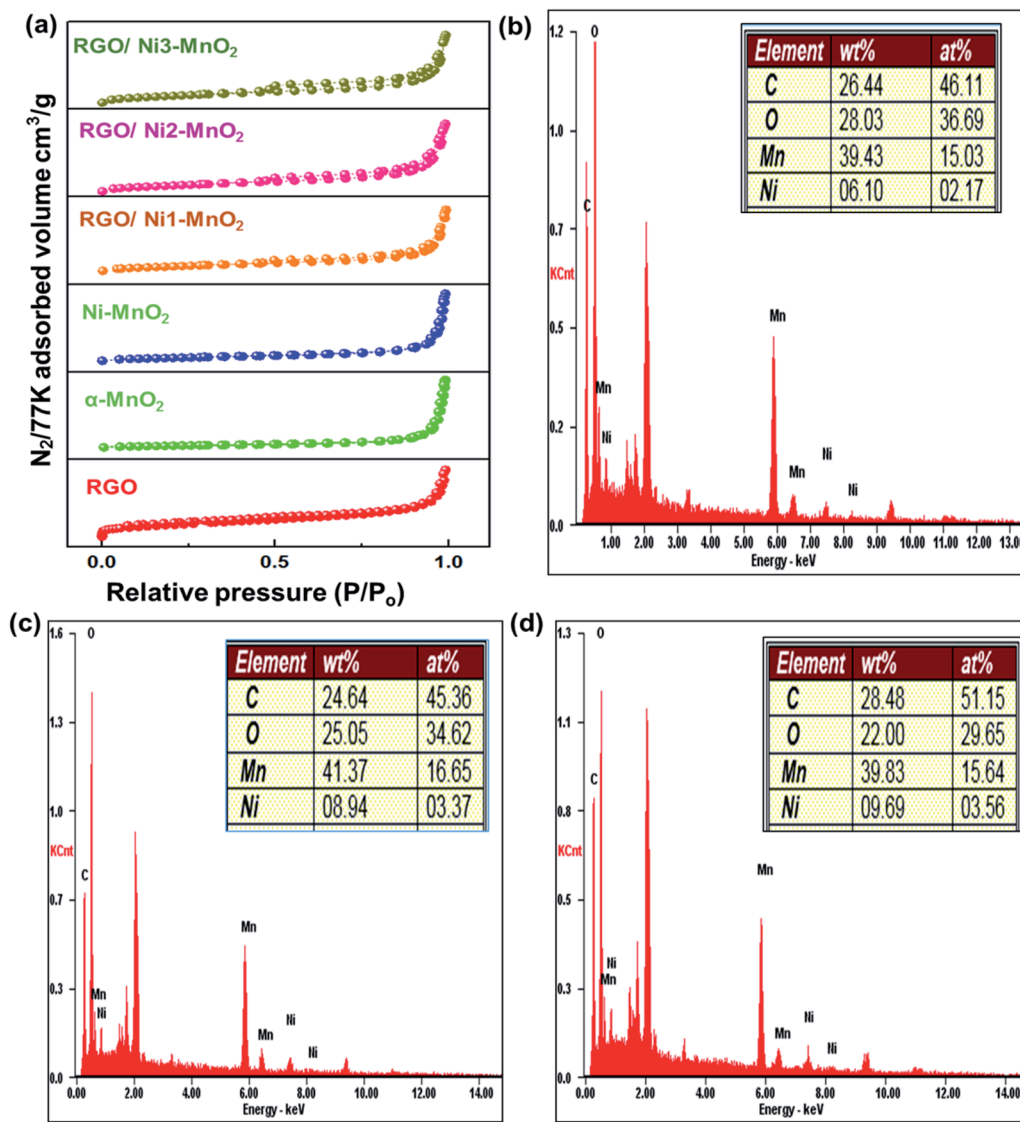 (a)
RGO/ Ni3-MnO₂
RGO/ Ni2-MnO₂
RGO/ Ni1-MnO₂
Ni-MnO₂
α-MnO₂
RGO
N₂/77K adsorbed volume cm³/g
0.0 0.5 1.0
Relative pressure (P/Pₒ)
(b)
1.2
1.0
0.7
KCnt
0.5
0.2
0.0
O
C
Mn
Ni
Mn
Mn
Ni
Ni
1.00 2.00 3.00 4.00 5.00 6.00 7.00 8.00 9.00 10.00 11.00 12.00 13.0
Energy - keV
Element wt% at%
C 26.44 46.11
O 28.03 36.69
Mn 39.43 15.03
Ni 06.10 02.17
(c)
1.6
1.3
1.0
KCnt
0.7
0.3
0.0
O
C
Mn
Ni
Mn
Mn
Ni
Ni
0.00 2.00 4.00 6.00 8.00 10.00 12.00 14.00
Energy - keV
Element wt% at%
C 24.64 45.36
O 25.05 34.62
Mn 41.37 16.65
Ni 08.94 03.37
(d)
1.3
1.1
0.8
KCnt
0.5
0.3
0.0
O
C
Ni
Mn
Mn
Mn
Ni
Ni
0.00 2.00 4.00 6.00 8.00 10.00 12.00 14.0
Energy - keV
Element wt% at%
C 28.48 51.15
O 22.00 29.65
Mn 39.83 15.64
Ni 09.69 03.56